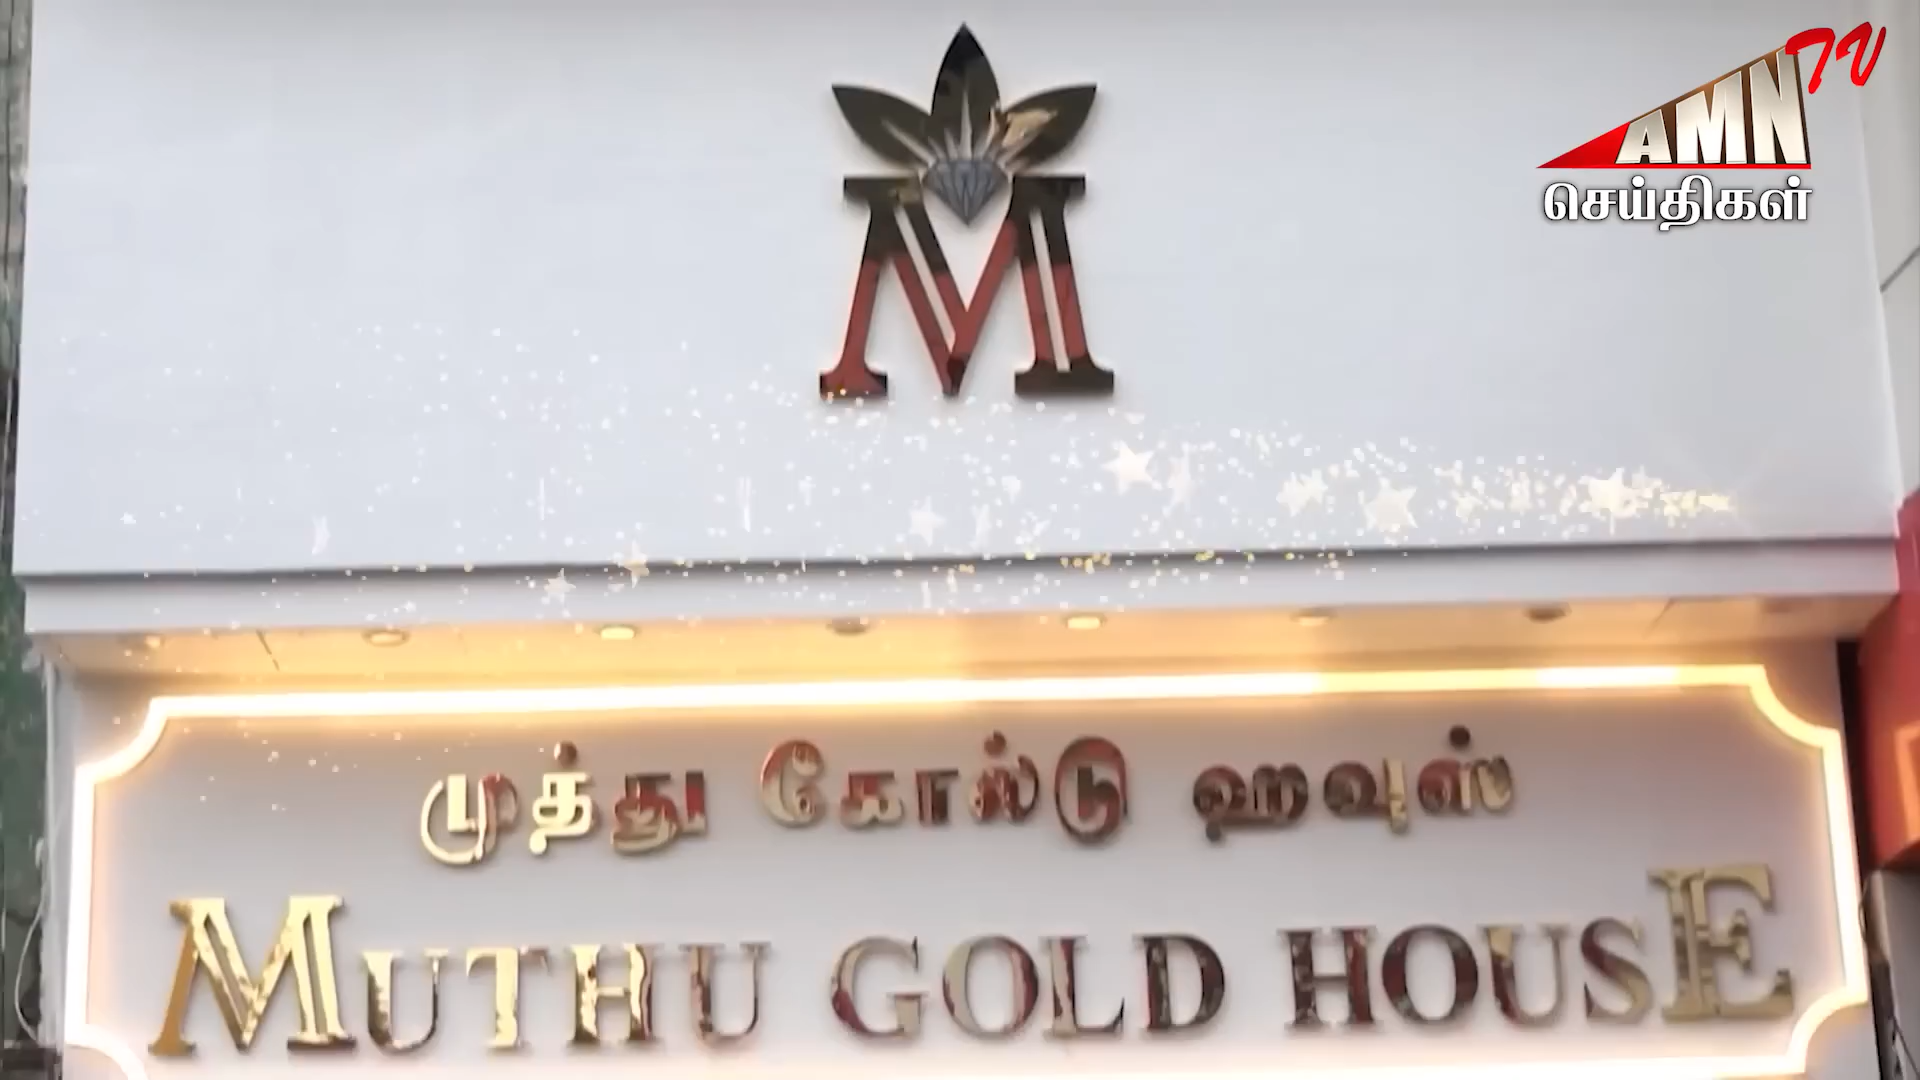 AMN TV
செய்திகள்
M
முத்து கோல்டு ஹவுஸ்
MUTHU GOLD HOUSE